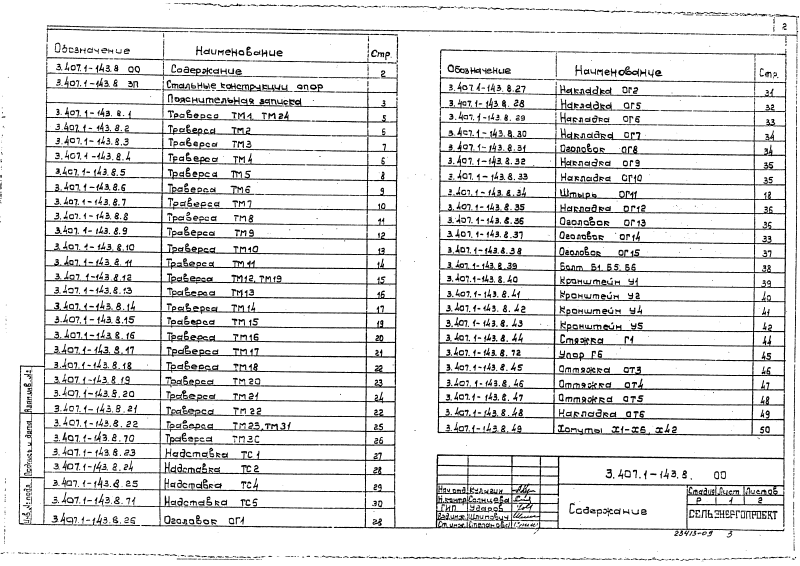 2
Обозначение Наименование Стр.
3.407.1-143.8 00 Содержание 2
3.407.1-143.8 ЗП Стальные конструкции опор
Пояснительная записка 3
3.407.1-143.8.1 Траверса ТМ1, ТМ24 5
3.407.1-143.8.2 Траверса ТМ2 6
3.407.1-143.8.3 Траверса ТМ3 7
3.407.1-143.8.4 Траверса ТМ4 6
3.407.1-143.8.5 Траверса ТМ5 8
3.407.1-143.8.6 Траверса ТМ6 9
3.407.1-143.8.7 Траверса ТМ7 10
3.407.1-143.8.8 Траверса ТМ8 11
3.407.1-143.8.9 Траверса ТМ9 12
3.407.1-143.8.10 Траверса ТМ10 13
3.407.1-143.8.11 Траверса ТМ11 14
3.407.1-143.8.12 Траверса ТМ12, ТМ19 15
3.407.1-143.8.13 Траверса ТМ13 16
3.407.1-143.8.14 Траверса ТМ14 17
3.407.1-143.8.15 Траверса ТМ15 19
3.407.1-143.8.16 Траверса ТМ16 20
3.407.1-143.8.17 Траверса ТМ17 21
3.407.1-143.8.18 Траверса ТМ18 22
3.407.1-143.8.19 Траверса ТМ20 23
3.407.1-143.8.20 Траверса ТМ21 24
3.407.1-143.8.21 Траверса ТМ22 22
3.407.1-143.8.22 Траверса ТМ25, ТМ31 25
3.407.1-143.8.70 Траверса ТМ3С 26
3.407.1-143.8.23 Надставка ТС1 27
3.407.1-143.8.24 Надставка ТС2 28
3.407.1-143.8.25 Надставка ТС4 29
3.407.1-143.8.71 Надставка ТС5 30
3.407.1-143.8.26 Оголовок ОГ1 28
Обозначение Наименование Стр.
3.407.1-143.8.27 Накладка ОГ2 31
3.407.1-143.8.28 Накладка ОГ5 32
3.407.1-143.8.29 Накладка ОГ6 33
3.407.1-143.8.30 Накладка ОГ7 34
3.407.1-143.8.31 Оголовок ОГ8 34
3.407.1-143.8.32 Накладка ОГ9 35
3.407.1-143.8.33 Накладка ОГ10 35
3.407.1-143.8.34 Штырь ОГ11 18
3.407.1-143.8.35 Накладка ОГ12 36
3.407.1-143.8.36 Оголовок ОГ13 36
3.407.1-143.8.37 Оголовок ОГ14 33
3.407.1-143.8.38 Оголовок ОГ15 37
3.407.1-143.8.39 Болт Б1 Б5, Б6 38
3.407.1-143.8.40 Кронштейн У1 39
3.407.1-143.8.41 Кронштейн У2 40
3.407.1-143.8.42 Кронштейн У4 41
3.407.1-143.8.43 Кронштейн У5 42
3.407.1-143.8.44 Стяжка Г1 44
3.407.1-143.8.72 Упор Г6 45
3.407.1-143.8.45 Оттяжка ОТ3 46
3.407.1-143.8.46 Оттяжка ОТ4 47
3.407.1-143.8.47 Оттяжка ОТ5 48
3.407.1-143.8.48 Накладка ОТ6 49
3.407.1-143.8.49 Хомуты Х1-Х6, Х42 50
Инв.№ подл. Подпись и дата Взам.инв.№
3.407.1-143.8. 00
Нач.отд. Кулыгин
Н.контр. Солнцева
ГИП Ударов
Вед.инж. Шлипович
Ст.инж.
Содержание
Стадия Лист Листов
Р 1 2
СЕЛЬЭНЕРГОПРОЕКТ
23413-09 3